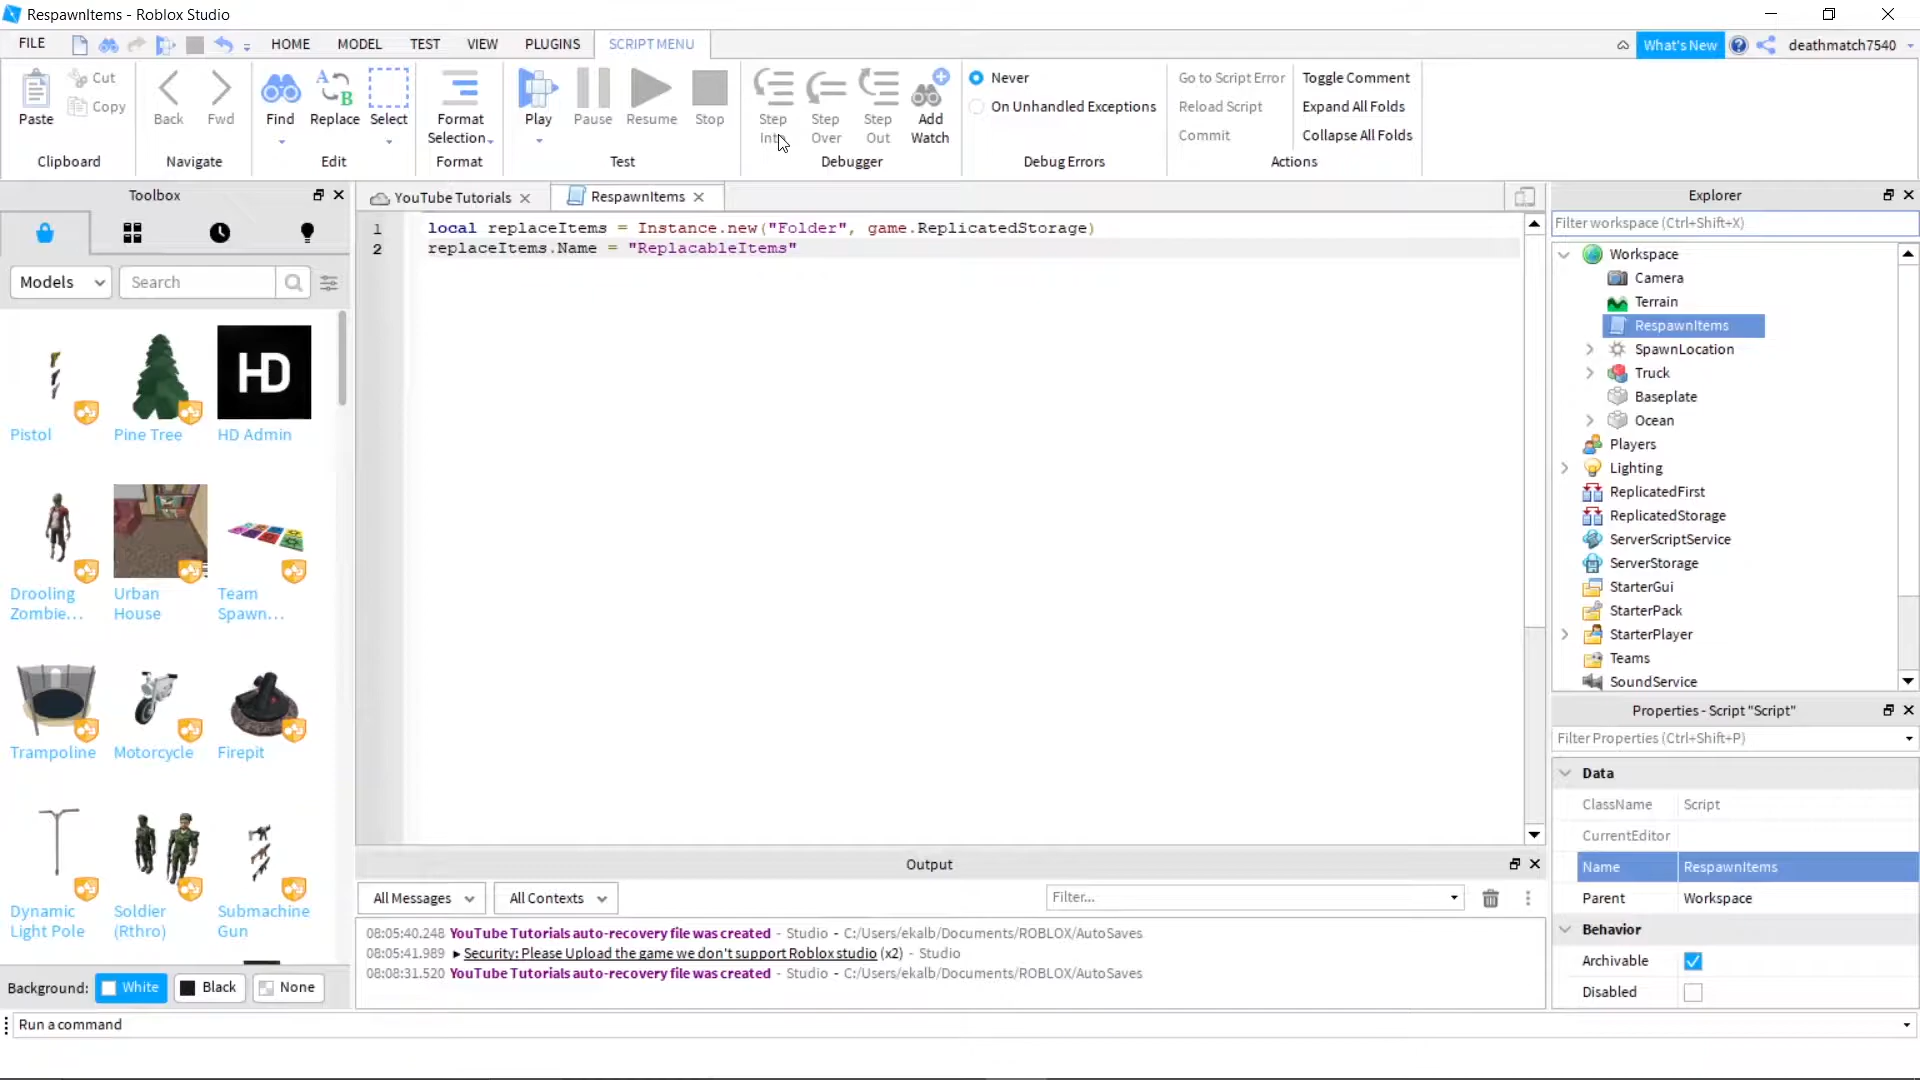 RespawnItems - Roblox Studio
FILE
HOME
MODEL
TEST
VIEW
PLUGINS
SCRIPT MENU
What's New
deathmatch7540
Paste
Cut
Copy
Clipboard
Back
Fwd
Navigate
Find
Replace
Select
Edit
Format
Selection
Format
Play
Pause
Resume
Stop
Test
Step
Into
Step
Over
Step
Out
Add
Watch
Debugger
Never
On Unhandled Exceptions
Debug Errors
Go to Script Error
Reload Script
Commit
Toggle Comment
Expand All Folds
Collapse All Folds
Actions
Toolbox
Models
Search
HD
Pistol
Pine Tree
HD Admin
Drooling
Zombie...
Urban
House
Team
Spawn...
Trampoline
Motorcycle
Firepit
Dynamic
Light Pole
Soldier
(Rthro)
Submachine
Gun
Background:
White
Black
None
YouTube Tutorials
RespawnItems
1 local replaceItems = Instance.new("Folder", game.ReplicatedStorage)
2 replaceItems.Name = "ReplacableItems"
Output
All Messages
All Contexts
Filter...
08:05:40.248 YouTube Tutorials auto-recovery file was created - Studio - C:/Users/ekalb/Documents/ROBLOX/AutoSaves
08:05:41.989 Security: Please Upload the game we don't support Roblox studio (x2) - Studio
08:08:31.520 YouTube Tutorials auto-recovery file was created - Studio - C:/Users/ekalb/Documents/ROBLOX/AutoSaves
Explorer
Filter workspace (Ctrl+Shift+X)
Workspace
Camera
Terrain
RespawnItems
SpawnLocation
Truck
Baseplate
Ocean
Players
Lighting
ReplicatedFirst
ReplicatedStorage
ServerScriptService
ServerStorage
StarterGui
StarterPack
StarterPlayer
Teams
SoundService
Properties - Script "Script"
Filter Properties (Ctrl+Shift+P)
Data
ClassName Script
CurrentEditor
Name RespawnItems
Parent Workspace
Behavior
Archivable
Disabled
Run a command